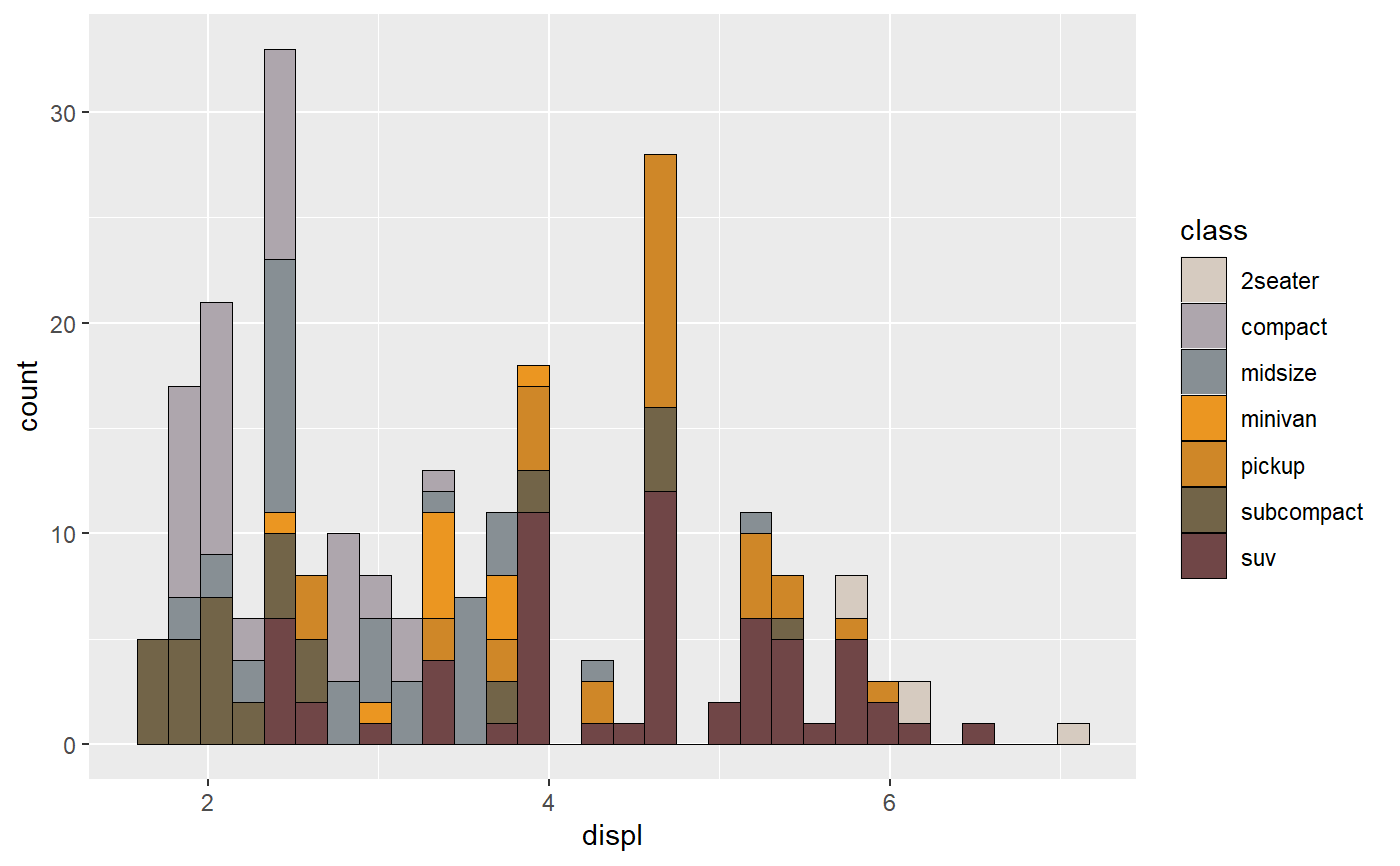 30
20
10
0
count
2
4
6
displ
class
2seater
compact
midsize
minivan
pickup
subcompact
suv